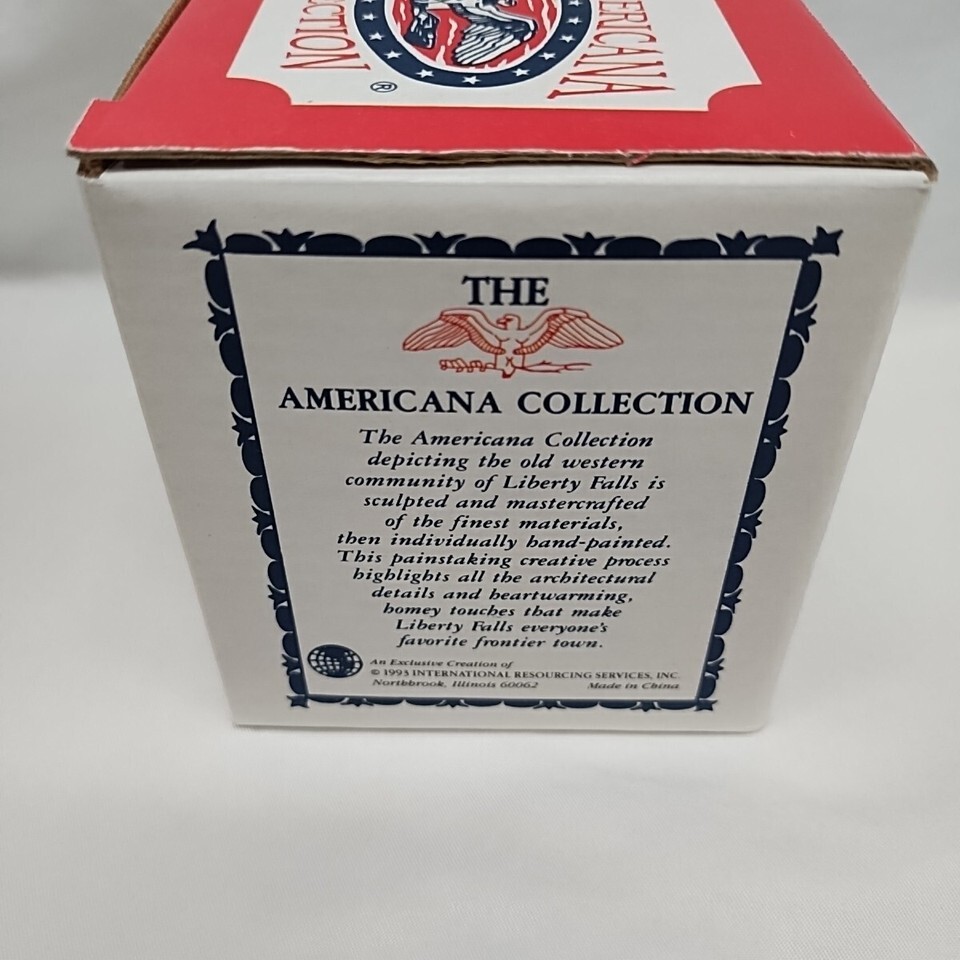 ECTION
ERICANA
®
THE
AMERICANA COLLECTION
The Americana Collection
depicting the old western
community of Liberty Falls is
sculpted and mastercrafted
of the finest materials,
then individually hand-painted.
This painstaking creative process
highlights all the architectural
details and heartwarming,
homey touches that make
Liberty Falls everyone's
favorite frontier town.
An Exclusive Creation of
© 1993 INTERNATIONAL RESOURCING SERVICES, INC.
Northbrook, Illinois 60062 Made in China